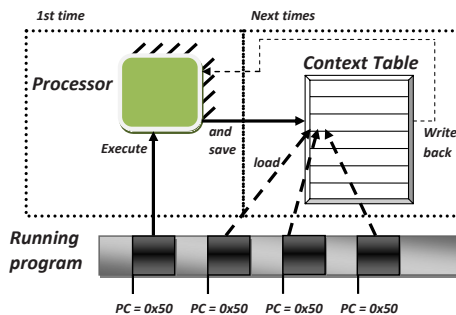 1st time
Next times
Processor
Context Table
Execute
and
save
load
Write
back
Running
program
PC = 0x50
PC = 0x50
PC = 0x50
PC = 0x50